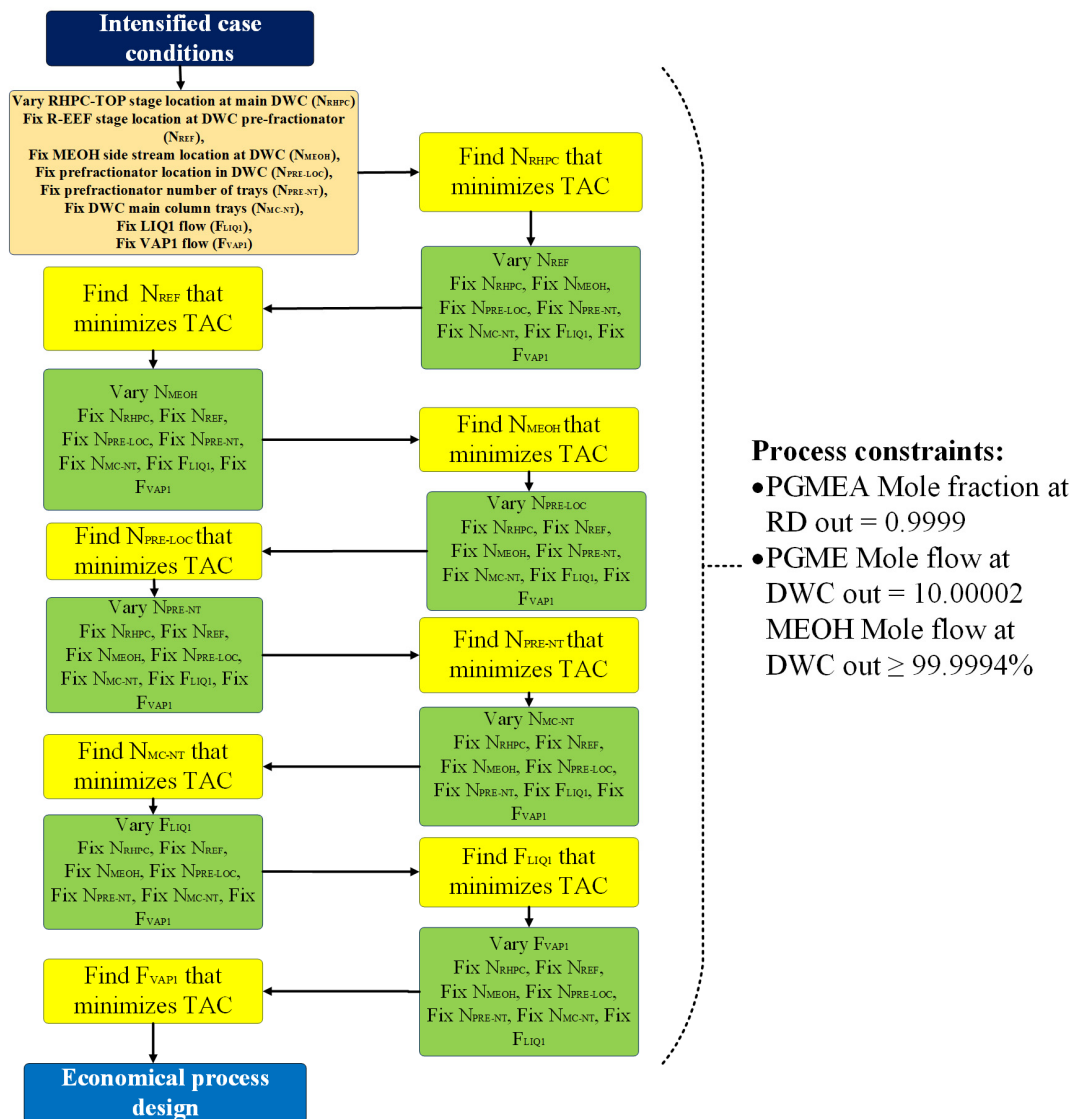 Intensified case
conditions
Vary RHPC-TOP stage location at main DWC (NRHPC)
Fix R-EEF stage location at DWC pre-fractionator
(NREF),
Fix MEOH side stream location at DWC (NMEOH),
Fix prefractionator location in DWC (NPRE-LOC),
Fix prefractionator number of trays (NPRE-NT),
Fix DWC main column trays (NMC-NT),
Fix LIQ1 flow (FLIQ1),
Fix VAP1 flow (FVAP1)
Find NRHPC that
minimizes TAC
Vary NREF
Fix NRHPC, Fix NMEOH,
Fix NPRE-LOC, Fix NPRE-NT,
Fix NMC-NT, Fix FLIQ1, Fix
FVAP1
Find NREF that
minimizes TAC
Vary NMEOH
Fix NRHPC, Fix NREF,
Fix NPRE-LOC, Fix NPRE-NT,
Fix NMC-NT, Fix FLIQ1, Fix
FVAP1
Find NMEOH that
minimizes TAC
Vary NPRE-LOC
Fix NRHPC, Fix NREF,
Fix NMEOH, Fix NPRE-NT,
Fix NMC-NT, Fix FLIQ1, Fix
FVAP1
Find NPRE-LOC that
minimizes TAC
Vary NPRE-NT
Fix NRHPC, Fix NREF,
Fix NMEOH, Fix NPRE-LOC,
Fix NMC-NT, Fix FLIQ1, Fix
FVAP1
Find NPRE-NT that
minimizes TAC
Vary NMC-NT
Fix NRHPC, Fix NREF,
Fix NMEOH, Fix NPRE-LOC,
Fix NPRE-NT, Fix FLIQ1, Fix
FVAP1
Find NMC-NT that
minimizes TAC
Vary FLIQ1
Fix NRHPC, Fix NREF,
Fix NMEOH, Fix NPRE-LOC,
Fix NPRE-NT, Fix NMC-NT, Fix
FVAP1
Find FLIQ1 that
minimizes TAC
Vary FVAP1
Fix NRHPC, Fix NREF,
Fix NMEOH, Fix NPRE-LOC,
Fix NPRE-NT, Fix NMC-NT, Fix
FLIQ1
Find FVAP1 that
minimizes TAC
Economical process
design
Process constraints:
•PGMEA Mole fraction at
RD out = 0.9999
•PGME Mole flow at
DWC out = 10.00002
MEOH Mole flow at
DWC out ≥ 99.9994%